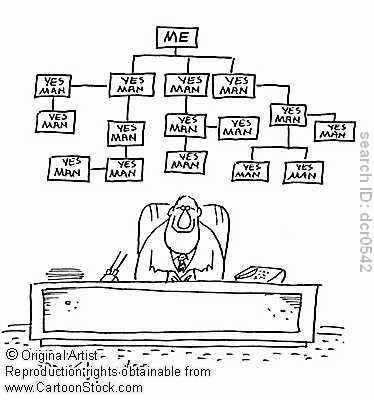 ME
YES
MAN
YES
MAN
YES
MAN
YES
MAN
YES
MAN
YES
MAN
YES
MAN
YES
MAN
YES
MAN
YES
MAN
YES
MAN
YES
MAN
YES
MAN
YES
MAN
YES
MAN
search ID: dcr0542
© Original Artist
Reproduction rights obtainable from
www.CartoonStock.com